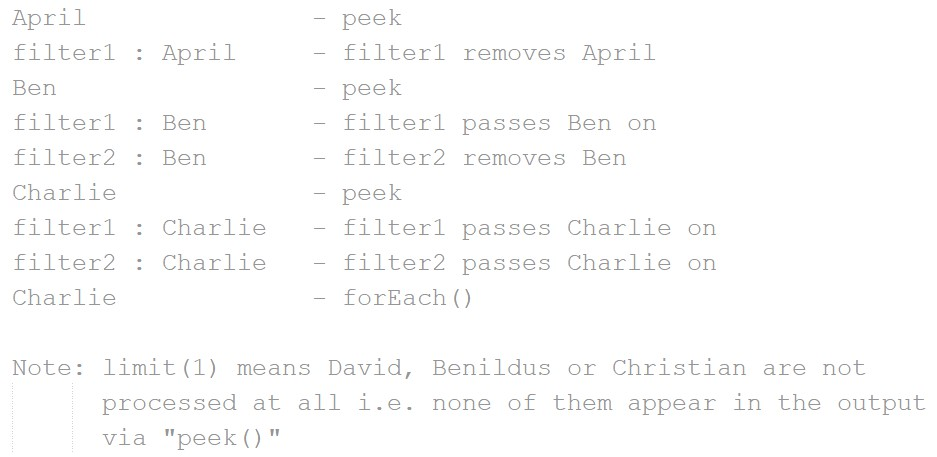 April               - peek
filter1 : April     - filter1 removes April
Ben                 - peek
filter1 : Ben       - filter1 passes Ben on
filter2 : Ben       - filter2 removes Ben
Charlie             - peek
filter1 : Charlie   - filter1 passes Charlie on
filter2 : Charlie   - filter2 passes Charlie on
Charlie             - forEach()

Note: limit(1) means David, Benildus or Christian are not
      processed at all i.e. none of them appear in the output
      via "peek()"